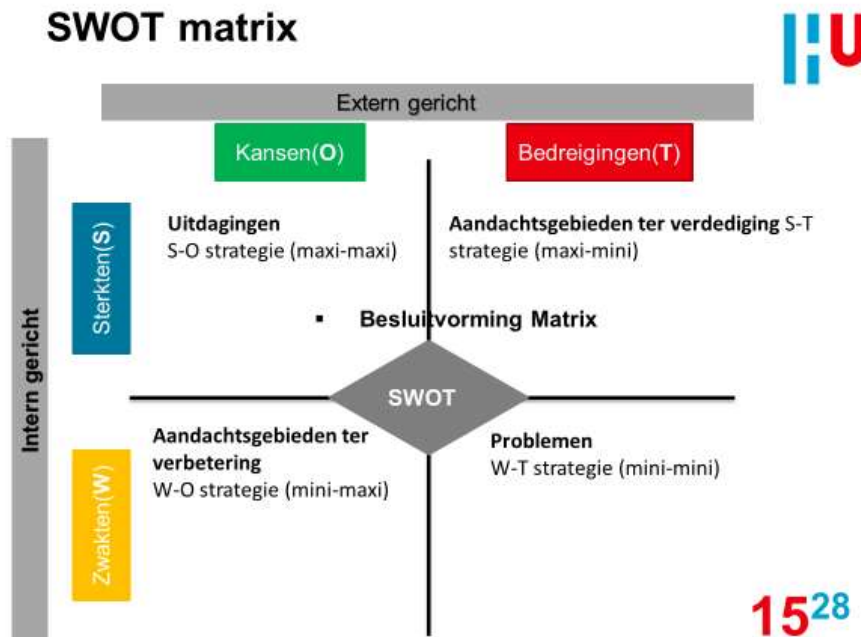 SWOT matrix
HU
Extern gericht
Kansen(O)
Bedreigingen(T)
Intern gericht
Sterkten(S)
Uitdagingen
S-O strategie (maxi-maxi)
Aandachtsgebieden ter verdediging S-T
strategie (maxi-mini)
▪ Besluitvorming Matrix
SWOT
Zwakten(W)
Aandachtsgebieden ter
verbetering
W-O strategie (mini-maxi)
Problemen
W-T strategie (mini-mini)
1528